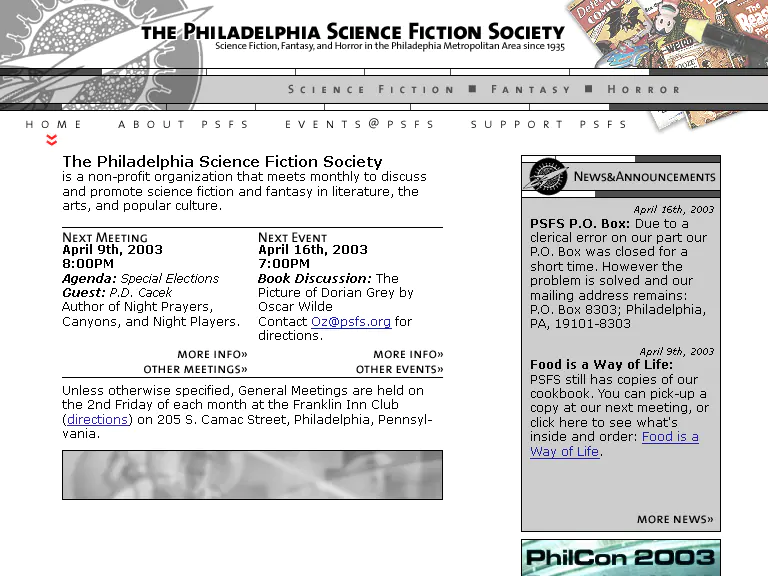 THE PHILADELPHIA SCIENCE FICTION SOCIETY
Science Fiction, Fantasy, and Horror in the Philadephia Metropolitan Area since 1935
SCIENCE FICTION ■ FANTASY ■ HORROR
HOME ABOUT PSFS EVENTS@PSFS SUPPORT PSFS
The Philadelphia Science Fiction Society
is a non-profit organization that meets monthly to discuss
and promote science fiction and fantasy in literature, the
arts, and popular culture.
NEXT MEETING
April 9th, 2003
8:00PM
Agenda: Special Elections
Guest: P.D. Cacek
Author of Night Prayers,
Canyons, and Night Players.
MORE INFO»
OTHER MEETINGS»
NEXT EVENT
April 16th, 2003
7:00PM
Book Discussion: The
Picture of Dorian Grey by
Oscar Wilde
Contact Oz@psfs.org for
directions.
MORE INFO»
OTHER EVENTS»
Unless otherwise specified, General Meetings are held on
the 2nd Friday of each month at the Franklin Inn Club
(directions) on 205 S. Camac Street, Philadelphia, Pennsyl-
vania.
NEWS&ANNOUNCEMENTS
April 16th, 2003
PSFS P.O. Box: Due to a
clerical error on our part our
P.O. Box was closed for a
short time. However the
problem is solved and our
mailing address remains:
P.O. Box 8303; Philadelphia,
PA, 19101-8303
April 9th, 2003
Food is a Way of Life:
PSFS still has copies of our
cookbook. You can pick-up a
copy at our next meeting, or
click here to see what's
inside and order: Food is a
Way of Life.
MORE NEWS»
PHILCON 2003